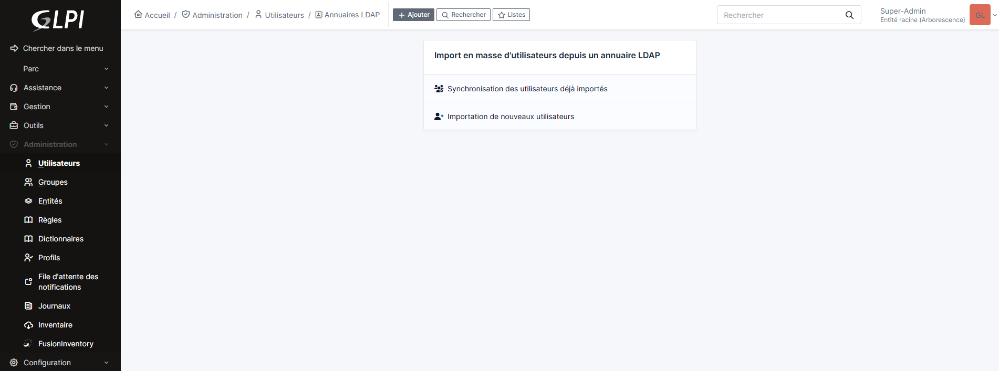 GLPI
Chercher dans le menu
Parc
Assistance
Gestion
Outils
Administration
Utilisateurs
Groupes
Entités
Règles
Dictionnaires
Profils
File d'attente des
notifications
Journaux
Inventaire
FusionInventory
Configuration
Accueil / Administration / Utilisateurs / Annuaires LDAP
+ Ajouter Rechercher Listes
Rechercher
Super-Admin
Entité racine (Arborescence)
GL
Import en masse d'utilisateurs depuis un annuaire LDAP
Synchronisation des utilisateurs déjà importés
Importation de nouveaux utilisateurs